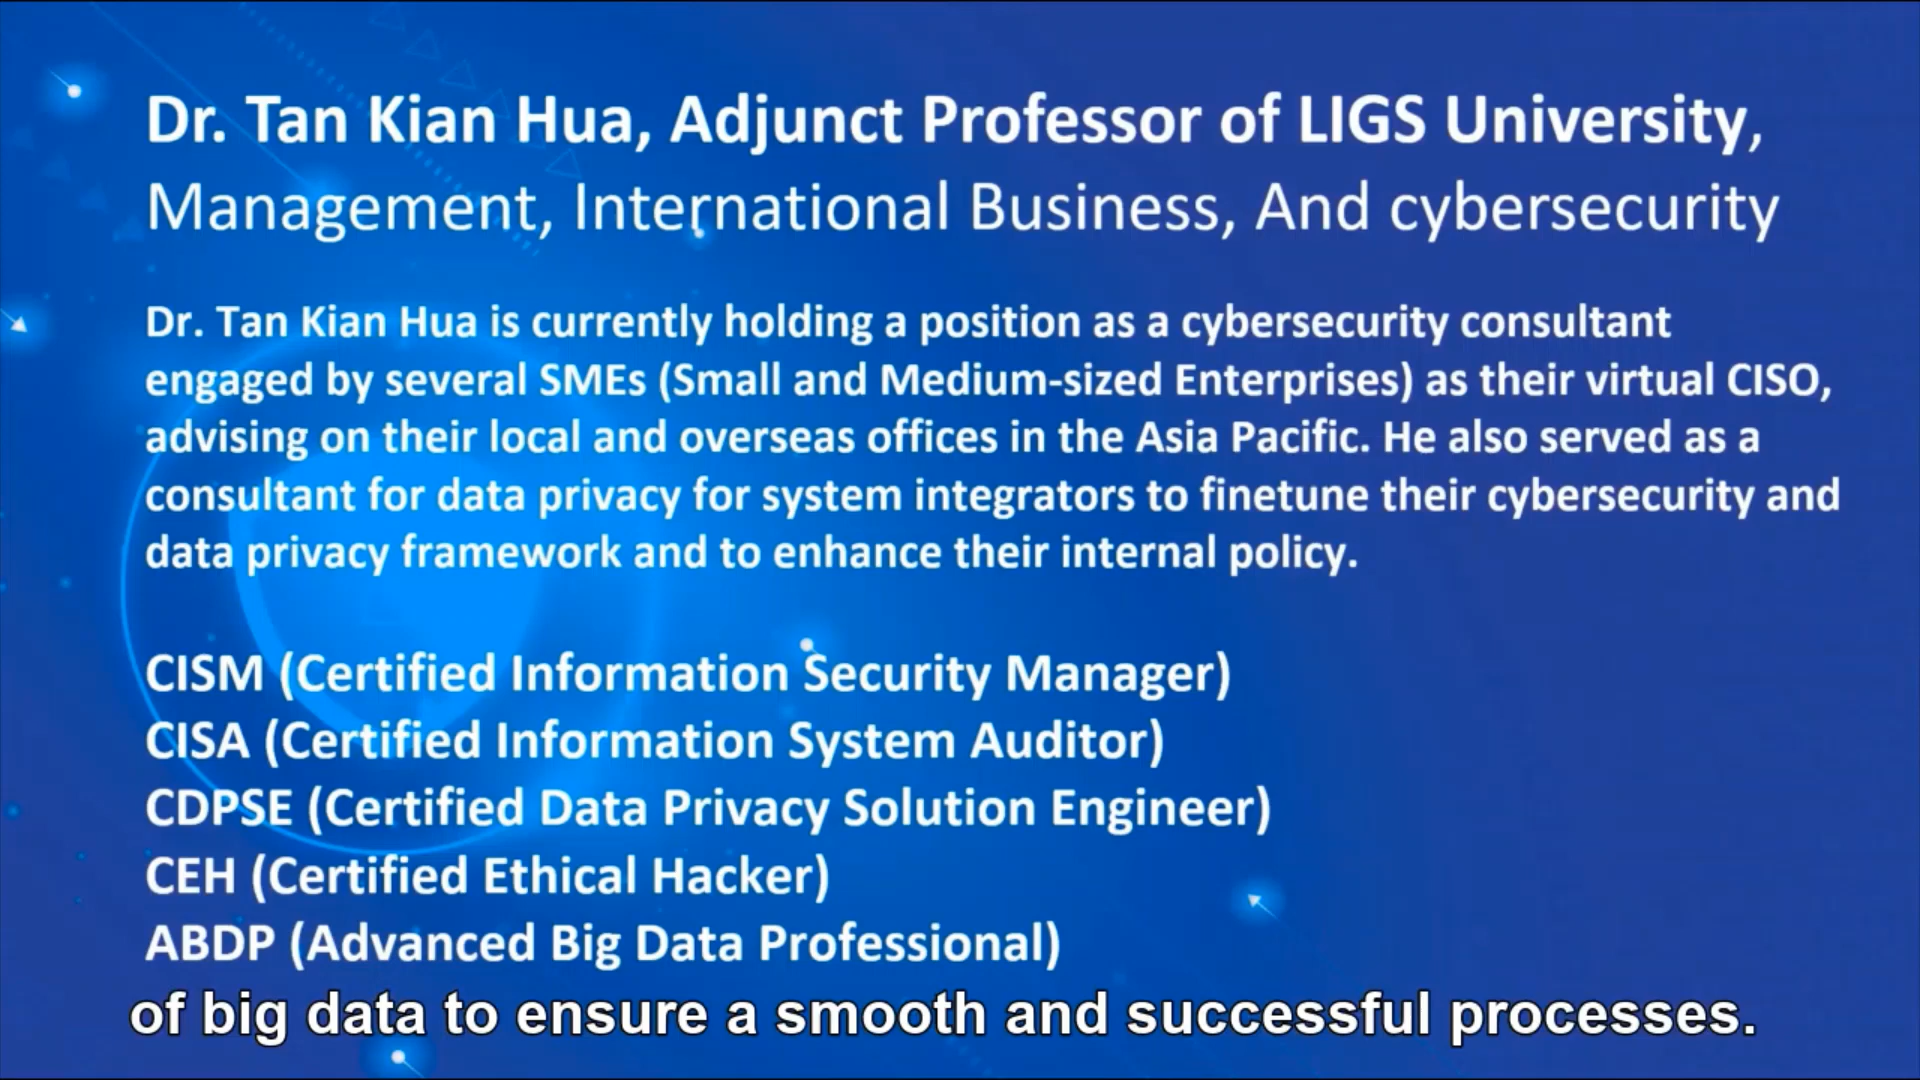 Dr. Tan Kian Hua, Adjunct Professor of LIGS University,
Management, International Business, And cybersecurity
Dr. Tan Kian Hua is currently holding a position as a cybersecurity consultant
engaged by several SMEs (Small and Medium-sized Enterprises) as their virtual CISO,
advising on their local and overseas offices in the Asia Pacific. He also served as a
consultant for data privacy for system integrators to finetune their cybersecurity and
data privacy framework and to enhance their internal policy.
CISM (Certified Information Security Manager)
CISA (Certified Information System Auditor)
CDPSE (Certified Data Privacy Solution Engineer)
CEH (Certified Ethical Hacker)
ABDP (Advanced Big Data Professional)
of big data to ensure a smooth and successful processes.